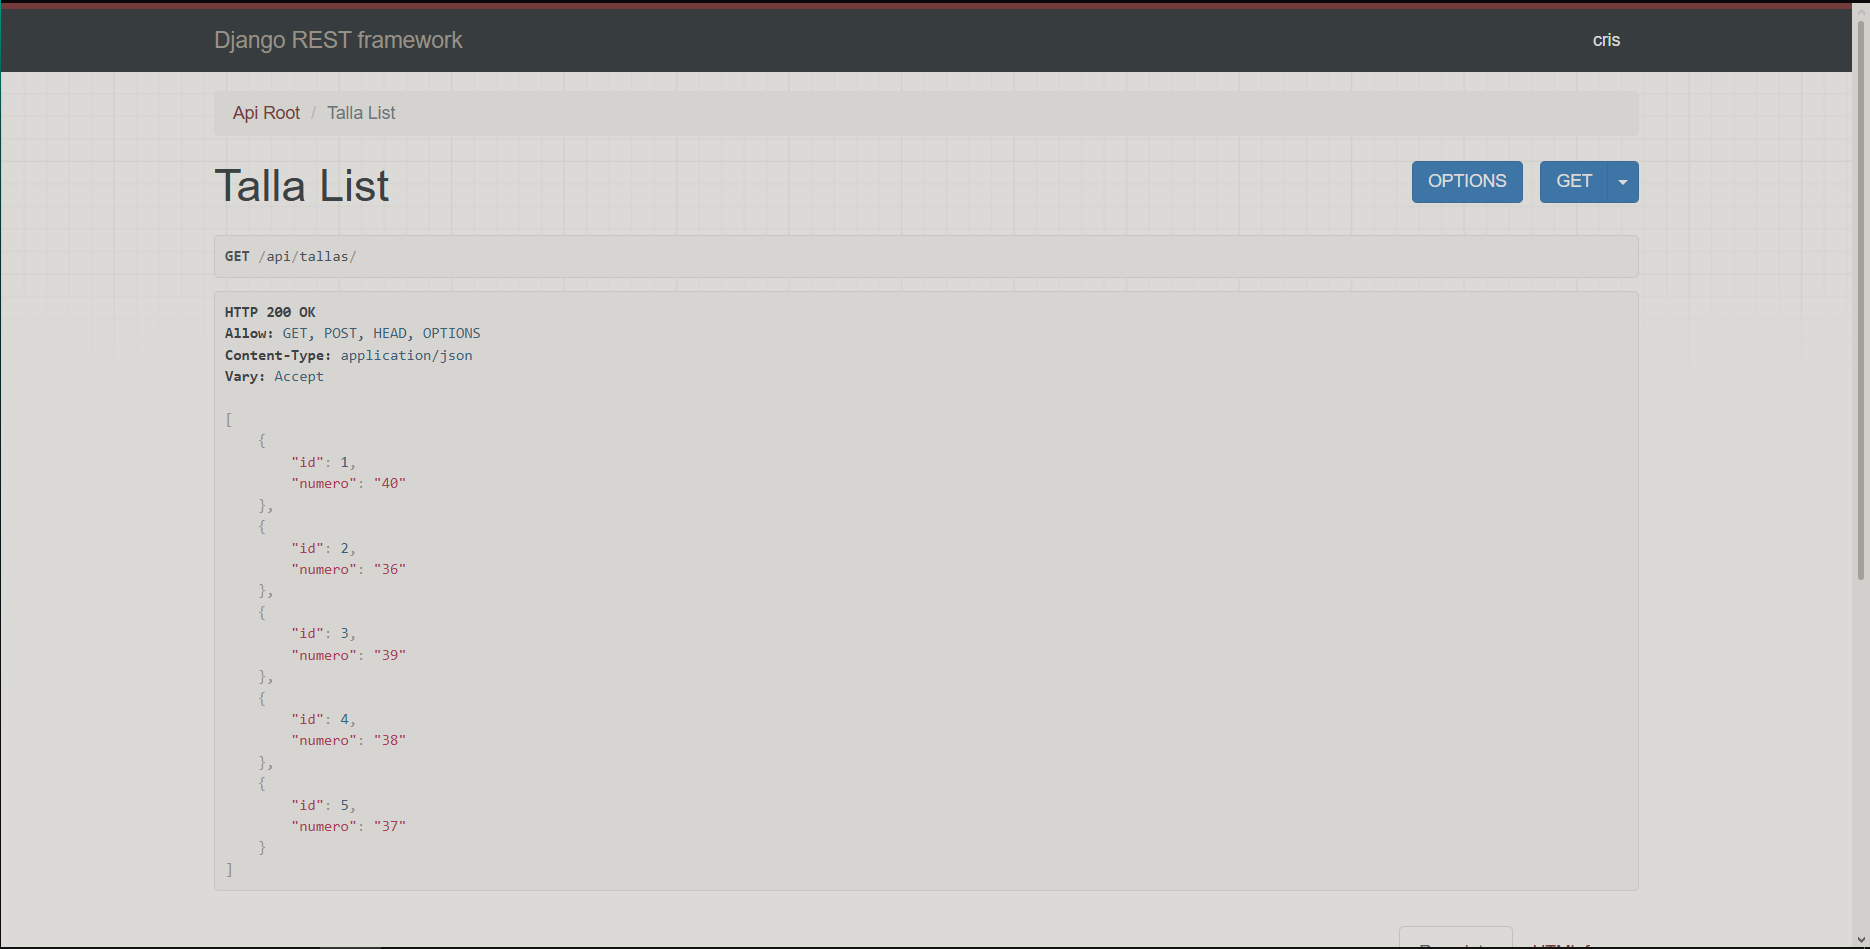 Django REST framework
cris
Api Root / Talla List
Talla List
OPTIONS
GET
GET /api/tallas/
HTTP 200 OK
Allow: GET, POST, HEAD, OPTIONS
Content-Type: application/json
Vary: Accept
[
{
"id": 1,
"numero": "40"
},
{
"id": 2,
"numero": "36"
},
{
"id": 3,
"numero": "39"
},
{
"id": 4,
"numero": "38"
},
{
"id": 5,
"numero": "37"
}
]